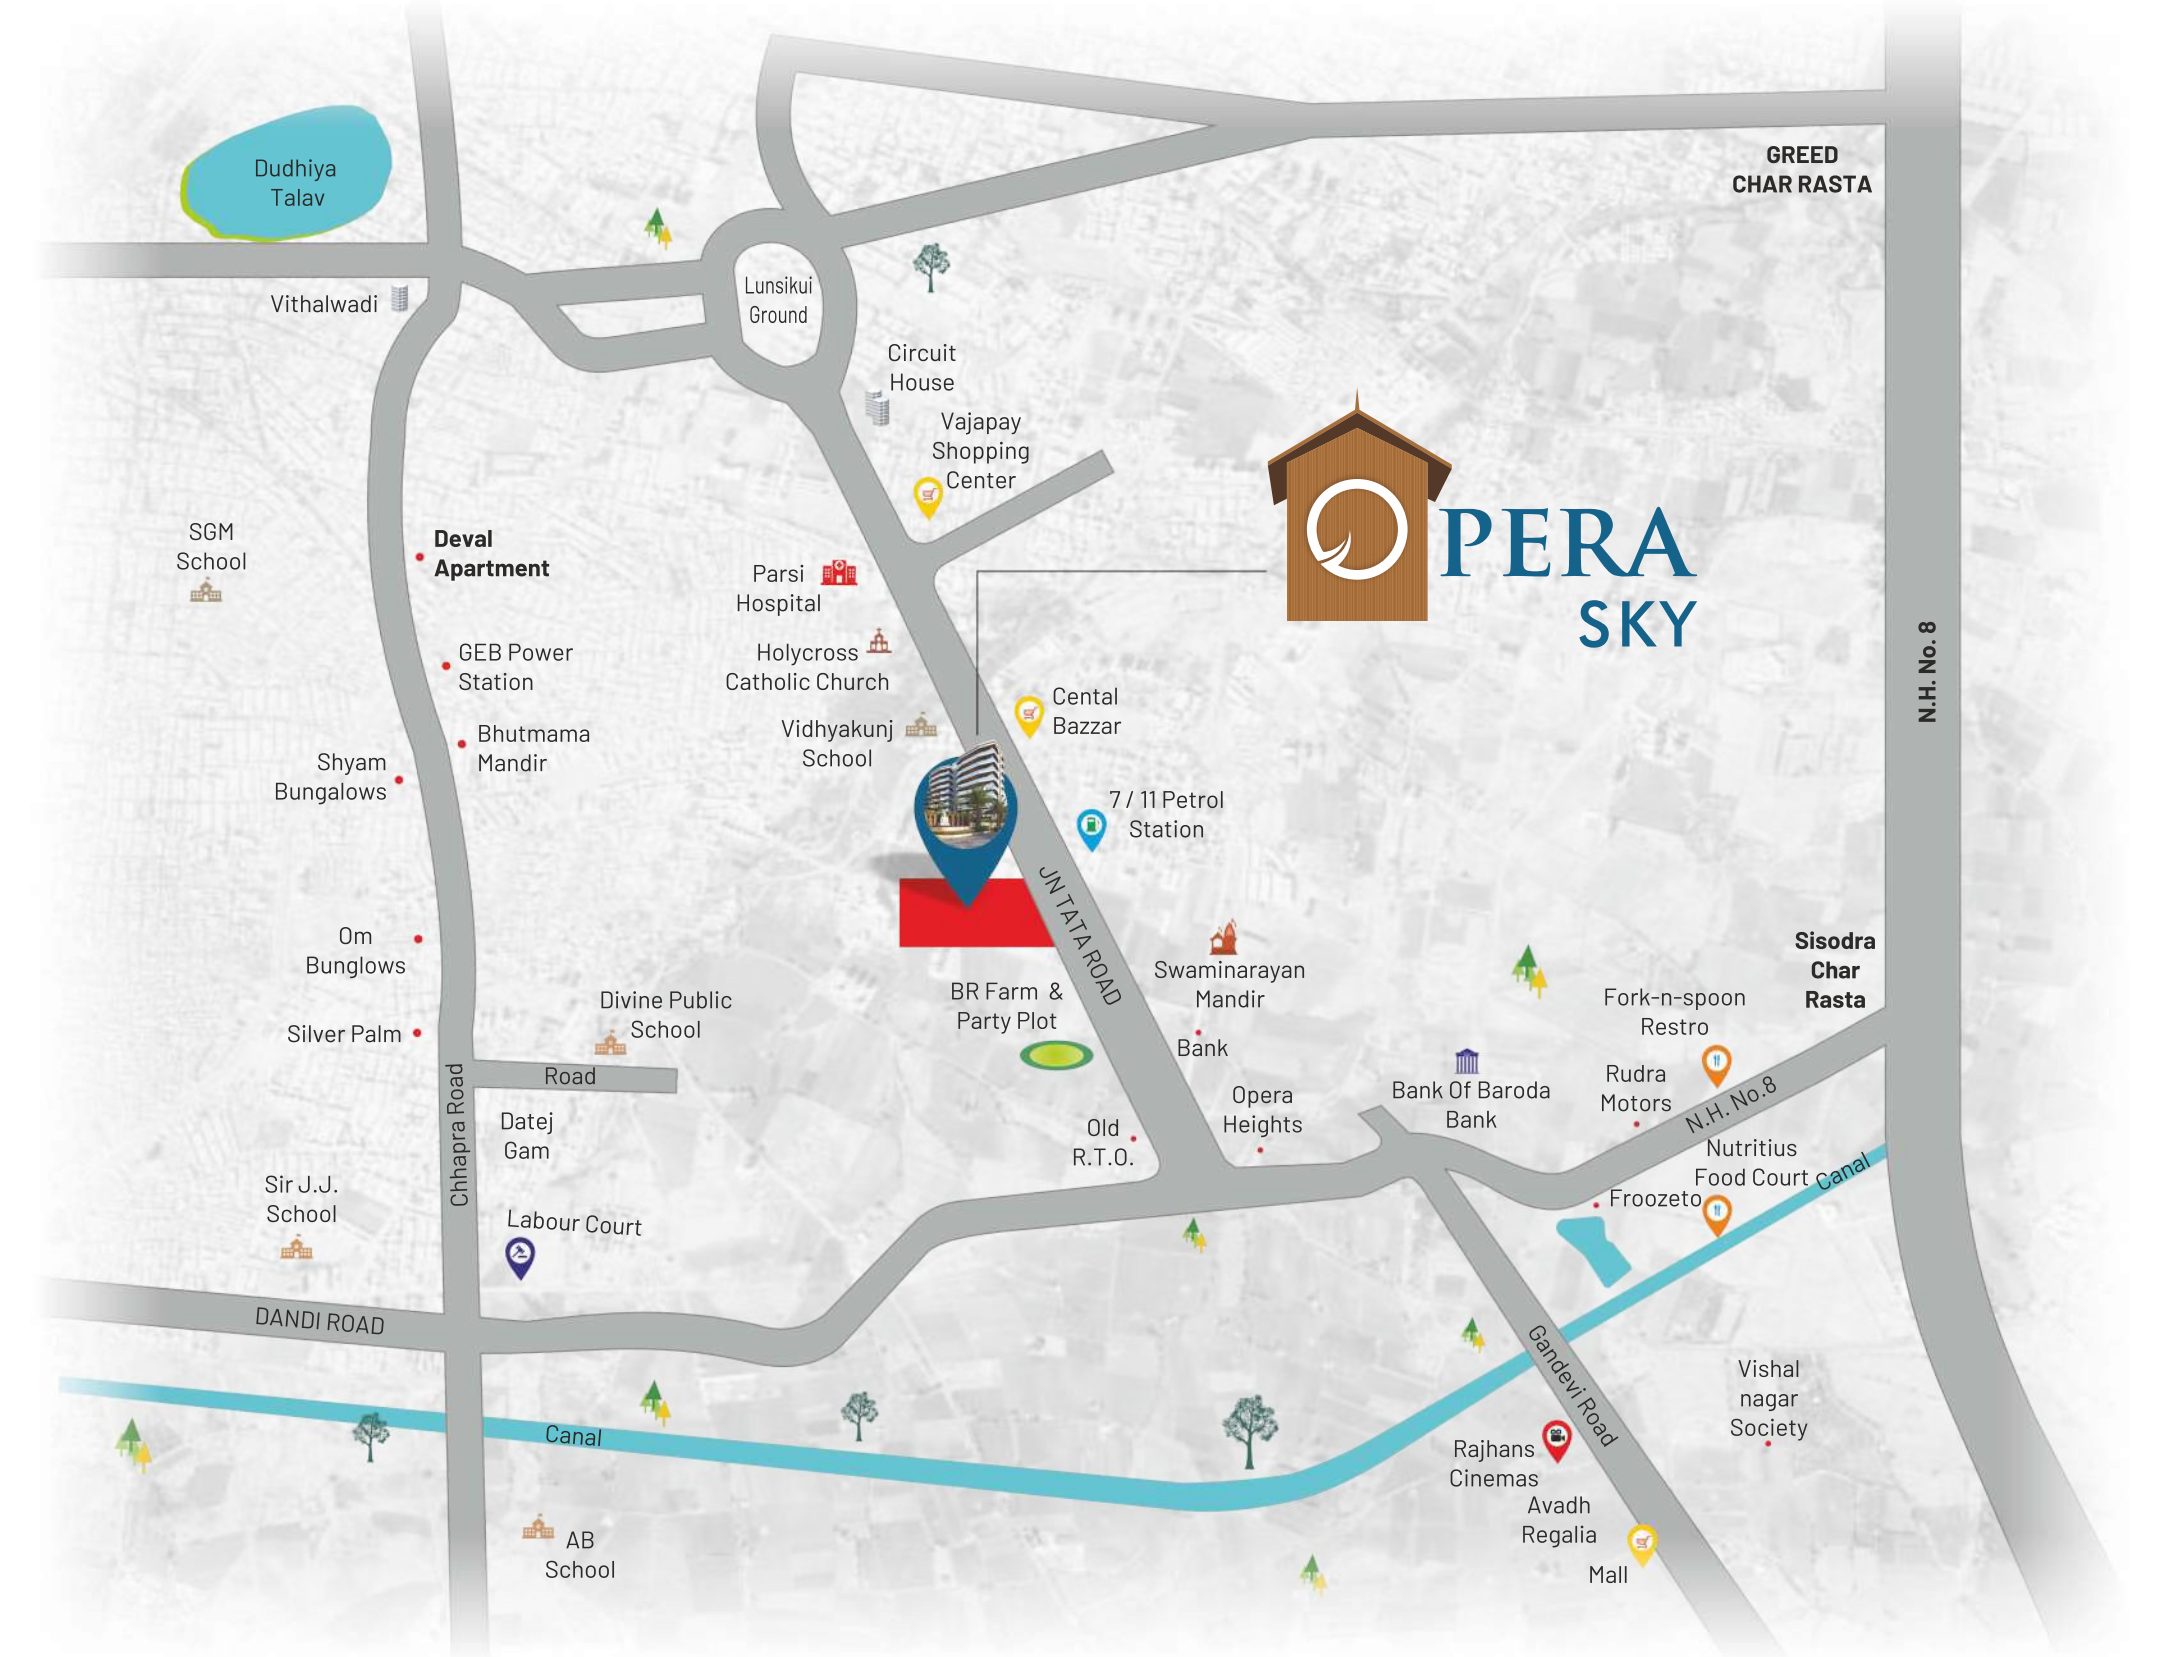 GREED
CHAR RASTA
Dudhiya
Talav
Lunsikui
Ground
Vithalwadi
Circuit
House
Vajapay
Shopping
Center
OPERA
SKY
SGM
School
Deval
Apartment
Parsi
Hospital
GEB Power
Station
Holycross
Catholic Church
N.H. No. 8
Cental
Bazzar
Vidhyakunj
School
Bhutmama
Mandir
Shyam
Bungalows
7 / 11 Petrol
Station
JN TATA ROAD
Om
Bunglows
Sisodra
Char
Rasta
Swaminarayan
Mandir
BR Farm &
Party Plot
Divine Public
School
Fork-n-spoon
Restro
Silver Palm
Bank
Road
Chhapra Road
Bank Of Baroda
Bank
Rudra
Motors
N.H. No.8
Opera
Heights
Datej
Gam
Old
R.T.O.
Nutritius
Food Court
Canal
Froozeto
Sir J.J.
School
Labour Court
DANDI ROAD
Gandevi Road
Vishal
nagar
Society
Canal
Rajhans
Cinemas
Avadh
Regalia
Mall
AB
School